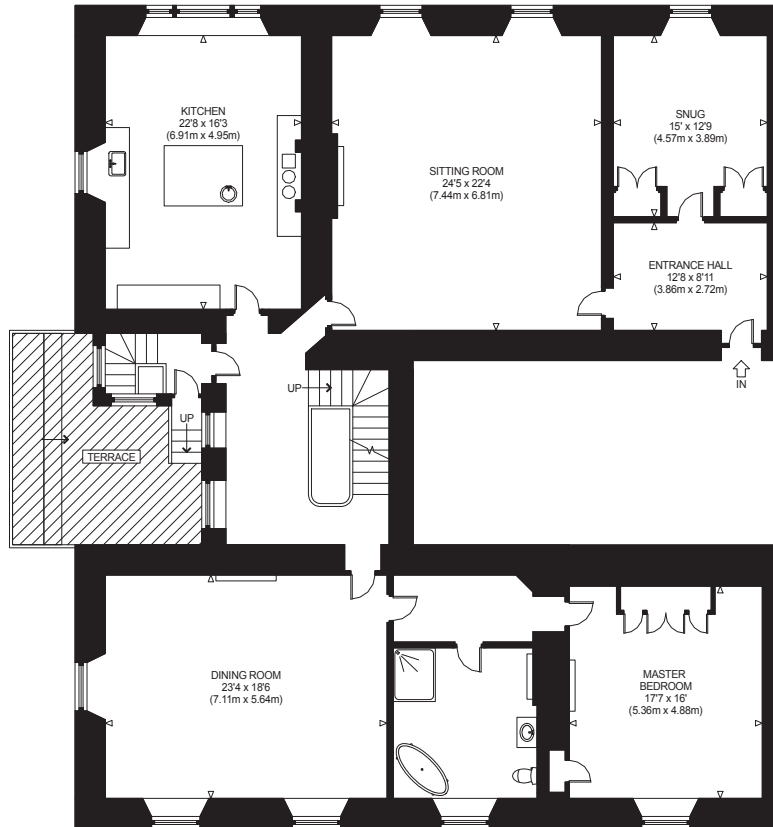 KITCHEN
22'8 x 16'3
(6.91m x 4.95m)
SITTING ROOM
24'5 x 22'4
(7.44m x 6.81m)
SNUG
15' x 12'9
(4.57m x 3.89m)
ENTRANCE HALL
12'8 x 8'11
(3.86m x 2.72m)
IN
UP
UP
TERRACE
DINING ROOM
23'4 x 18'6
(7.11m x 5.64m)
MASTER
BEDROOM
17'7 x 16'
(5.36m x 4.88m)